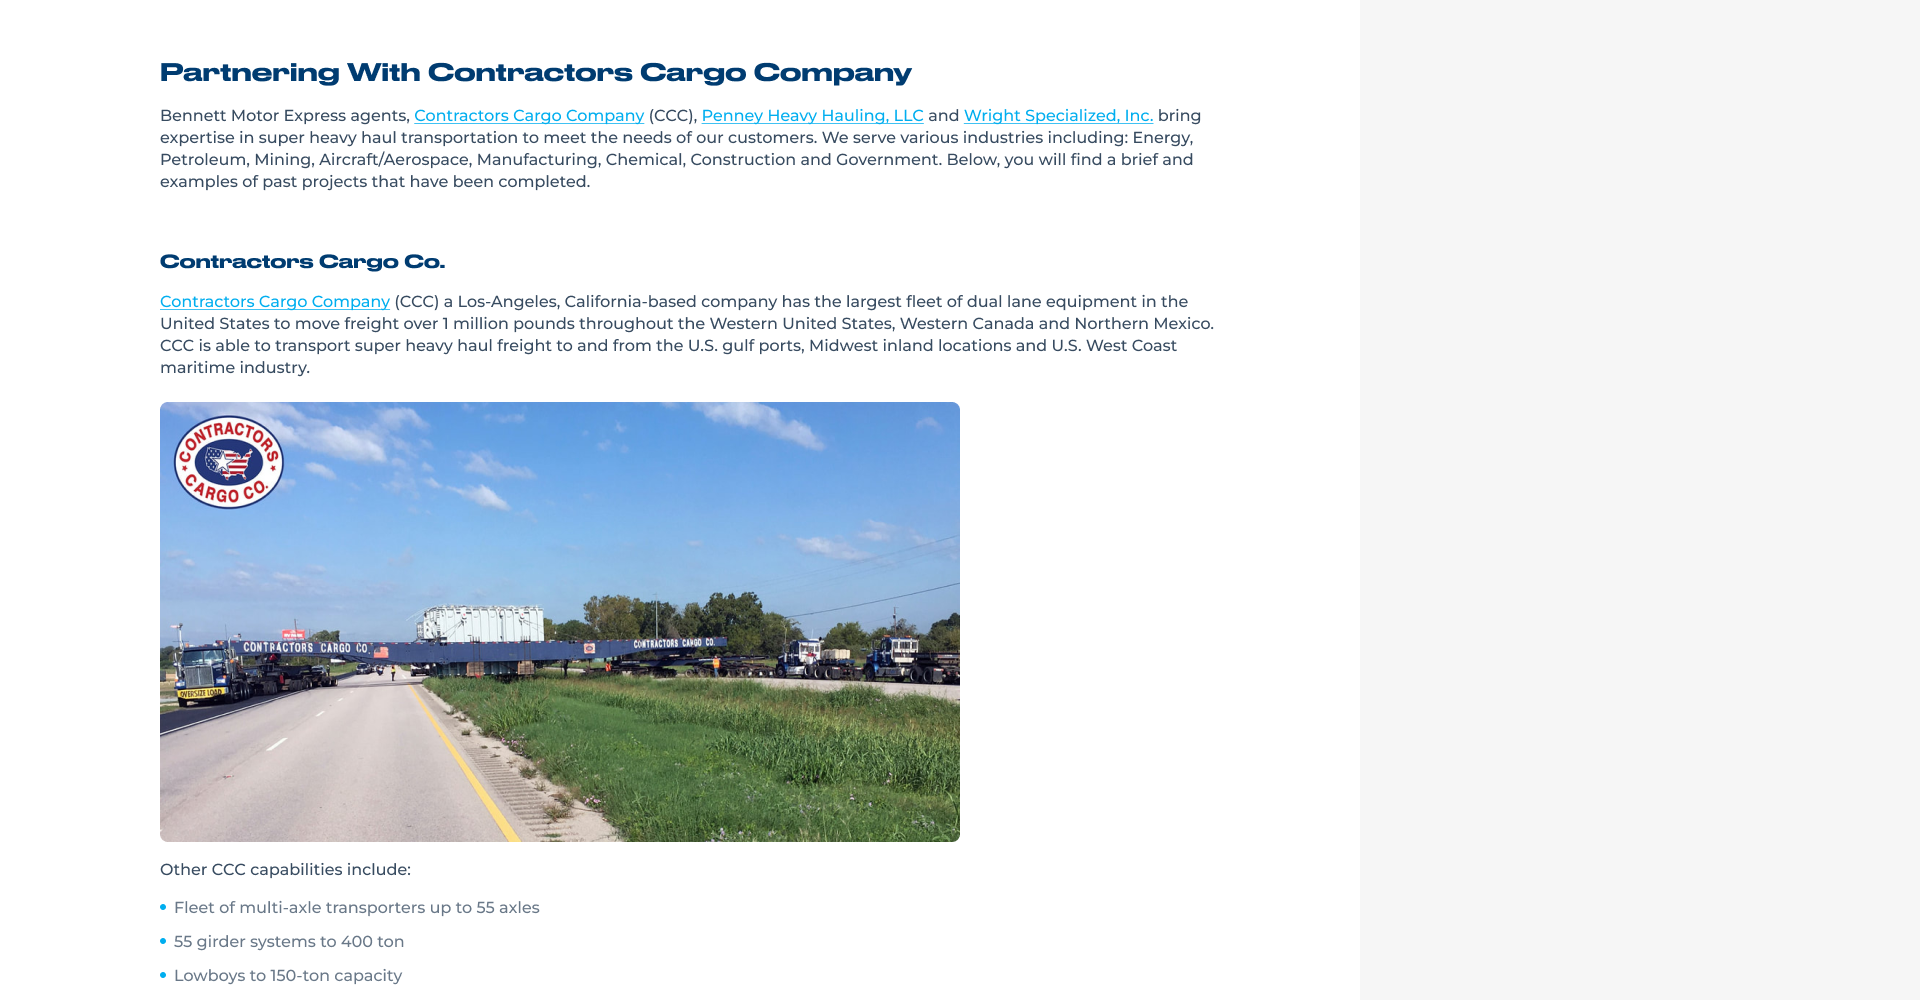 Partnering With Contractors Cargo Company
Bennett Motor Express agents, Contractors Cargo Company (CCC), Penney Heavy Hauling, LLC and Wright Specialized, Inc. bring
expertise in super heavy haul transportation to meet the needs of our customers. We serve various industries including: Energy,
Petroleum, Mining, Aircraft/Aerospace, Manufacturing, Chemical, Construction and Government. Below, you will find a brief and
examples of past projects that have been completed.
Contractors Cargo Co.
Contractors Cargo Company (CCC) a Los-Angeles, California-based company has the largest fleet of dual lane equipment in the
United States to move freight over 1 million pounds throughout the Western United States, Western Canada and Northern Mexico.
CCC is able to transport super heavy haul freight to and from the U.S. gulf ports, Midwest inland locations and U.S. West Coast
maritime industry.
CONTRACTORS
CARGO CO.
CONTRACTORS CARGO CO.
CONTRACTORS CARGO CO.
OVERSIZE LOAD
Other CCC capabilities include:
Fleet of multi-axle transporters up to 55 axles
55 girder systems to 400 ton
Lowboys to 150-ton capacity